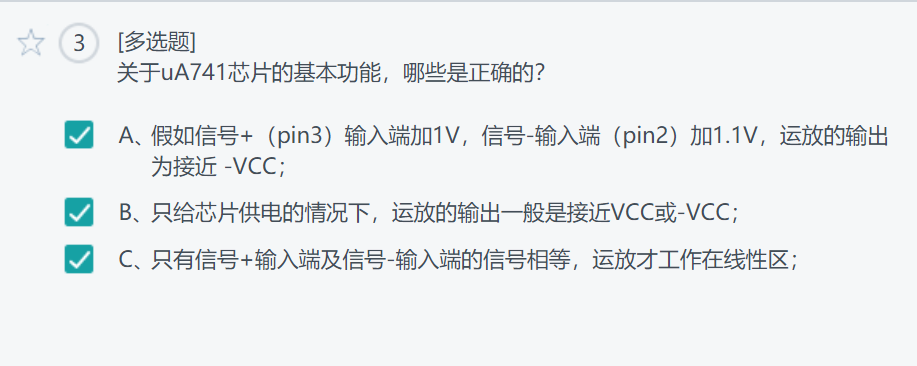 3 [多选题]
关于uA741芯片的基本功能，哪些是正确的？
A、假如信号+（pin3）输入端加1V，信号-输入端（pin2）加1.1V，运放的输出
为接近 -VCC；
B、只给芯片供电的情况下，运放的输出一般是接近VCC或-VCC；
C、只有信号+输入端及信号-输入端的信号相等，运放才工作在线性区；